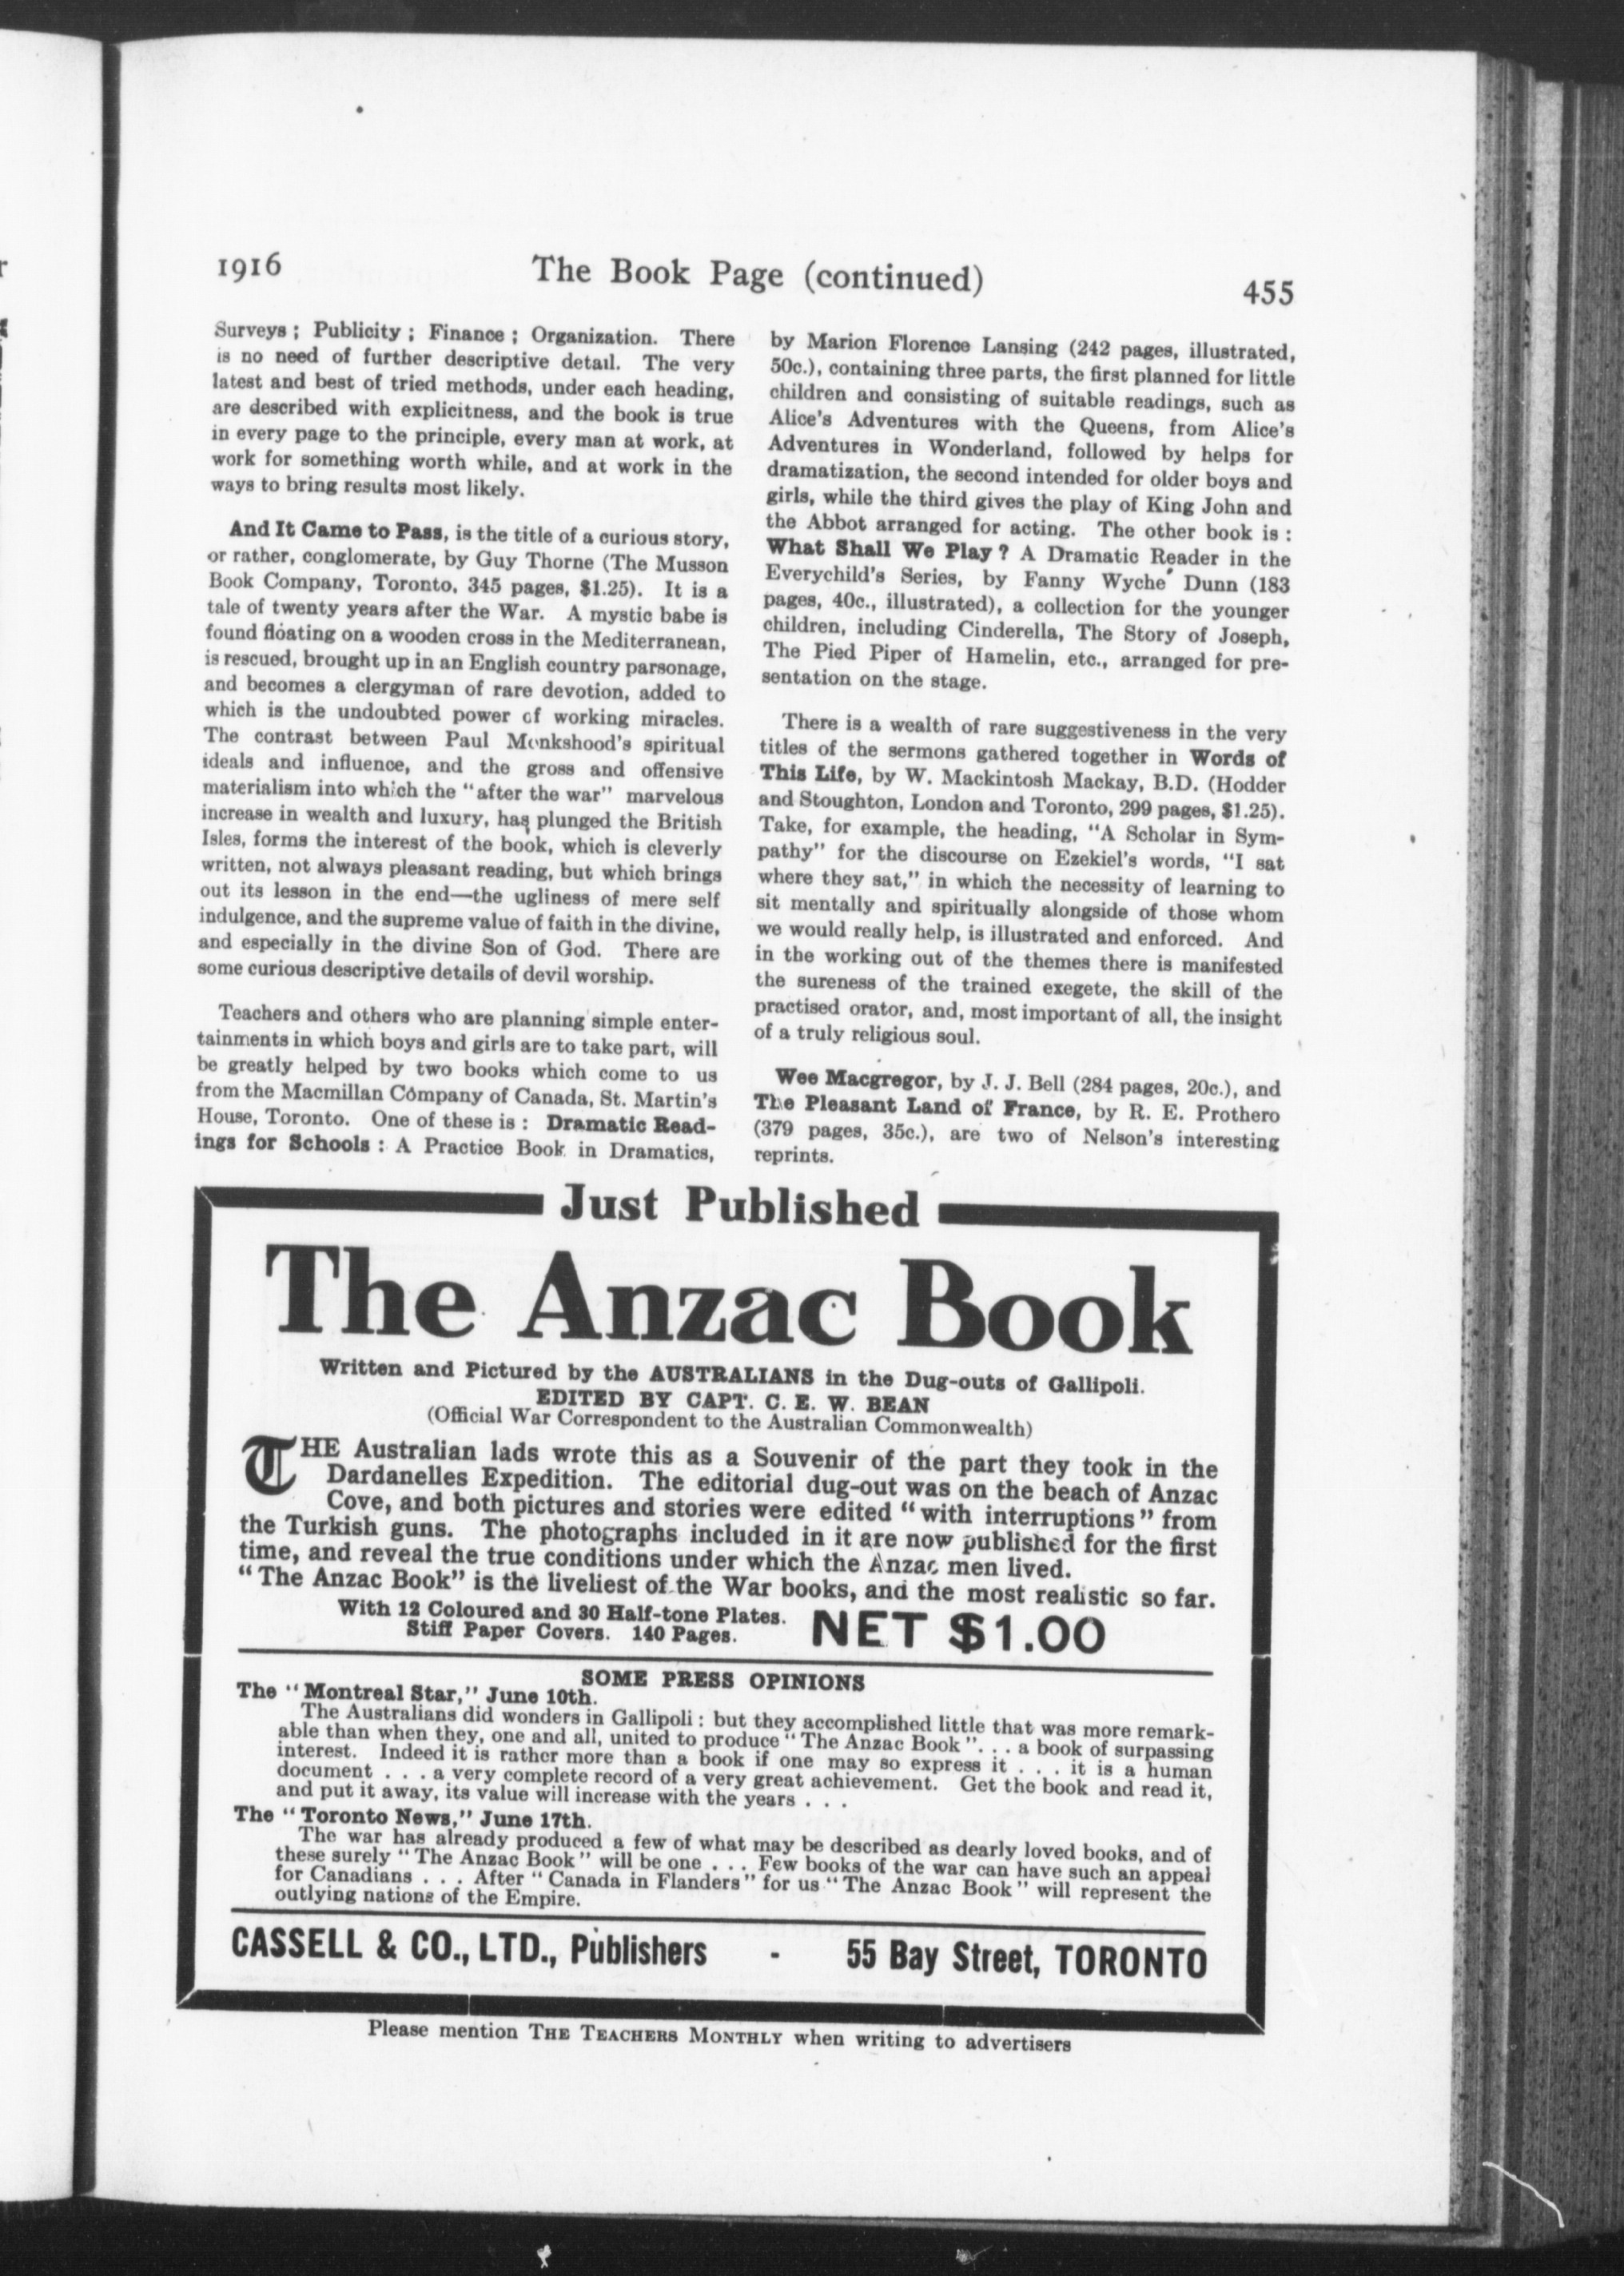 1916
The Book Page (continued)
455
Surveys ; Publicity ; Finance ; Organization. There
is no need of further descriptive detail. The very
latest and best of tried methods, under each heading,
are described with explicitness, and the book is true
in every page to the principle, every man at work, at
work for something worth while, and at work in the
ways to bring results most likely.
And It Came to Pass, is the title of a curious story,
or rather, conglomerate, by Guy Thorne (The Musson
Book Company, Toronto, 345 pages, $1.25). It is a
tale of twenty years after the War. A mystic babe is
found floating on a wooden cross in the Mediterranean,
is rescued, brought up in an English country parsonage,
and becomes a clergyman of rare devotion, added to
which is the undoubted power of working miracles.
The contrast between Paul Monkshood's spiritual
ideals and influence, and the gross and offensive
materialism into which the "after the war" marvelous
increase in wealth and luxury, has plunged the British
Isles, forms the interest of the book, which is cleverly
written, not always pleasant reading, but which brings
out its lesson in the end—the ugliness of mere self
indulgence, and the supreme value of faith in the divine,
and especially in the divine Son of God. There are
some curious descriptive details of devil worship.
Teachers and others who are planning simple enter-
tainments in which boys and girls are to take part, will
be greatly helped by two books which come to us
from the Macmillan Company of Canada, St. Martin's
House, Toronto. One of these is : Dramatic Read-
ings for Schools : A Practice Book in Dramatics,
by Marion Florence Lansing (242 pages, illustrated,
50c.), containing three parts, the first planned for little
children and consisting of suitable readings, such as
Alice's Adventures with the Queens, from Alice's
Adventures in Wonderland, followed by helps for
dramatization, the second intended for older boys and
girls, while the third gives the play of King John and
the Abbot arranged for acting. The other book is :
What Shall We Play ? A Dramatic Reader in the
Everychild's Series, by Fanny Wyche Dunn (183
pages, 40c., illustrated), a collection for the younger
children, including Cinderella, The Story of Joseph,
The Pied Piper of Hamelin, etc., arranged for pre-
sentation on the stage.
There is a wealth of rare suggestiveness in the very
titles of the sermons gathered together in Words of
This Life, by W. Mackintosh Mackay, B.D. (Hodder
and Stoughton, London and Toronto, 299 pages, $1.25).
Take, for example, the heading, "A Scholar in Sym-
pathy" for the discourse on Ezekiel's words, "I sat
where they sat," in which the necessity of learning to
sit mentally and spiritually alongside of those whom
we would really help, is illustrated and enforced. And
in the working out of the themes there is manifested
the sureness of the trained exegete, the skill of the
practised orator, and, most important of all, the insight
of a truly religious soul.
Wee Macgregor, by J. J. Bell (284 pages, 20c.), and
The Pleasant Land of France, by R. E. Prothero
(379 pages, 35c.), are two of Nelson's interesting
reprints.
Just Published
The Anzac Book
Written and Pictured by the AUSTRALIANS in the Dug-outs of Gallipoli.
EDITED BY CAPT. C. E. W. BEAN
(Official War Correspondent to the Australian Commonwealth)
THE Australian lads wrote this as a Souvenir of the part they took in the
Dardanelles Expedition. The editorial dug-out was on the beach of Anzac
Cove, and both pictures and stories were edited "with interruptions" from
the Turkish guns. The photographs included in it are now published for the first
time, and reveal the true conditions under which the Anzac men lived.
"The Anzac Book" is the liveliest of the War books, and the most realistic so far.
With 12 Coloured and 30 Half-tone Plates.
Stiff Paper Covers. 140 Pages.
NET $1.00
SOME PRESS OPINIONS
The "Montreal Star," June 10th.
The Australians did wonders in Gallipoli : but they accomplished little that was more remark-
able than when they, one and all, united to produce "The Anzac Book". . . a book of surpassing
interest. Indeed it is rather more than a book if one may so express it . . . it is a human
document . . . a very complete record of a very great achievement. Get the book and read it,
and put it away, its value will increase with the years . . .
The "Toronto News," June 17th.
The war has already produced a few of what may be described as dearly loved books, and of
these surely "The Anzac Book" will be one . . . Few books of the war can have such an appeal
for Canadians . . . After "Canada in Flanders" for us "The Anzac Book" will represent the
outlying nations of the Empire.
CASSELL & CO., LTD., Publishers - 55 Bay Street, TORONTO
Please mention THE TEACHERS MONTHLY when writing to advertisers